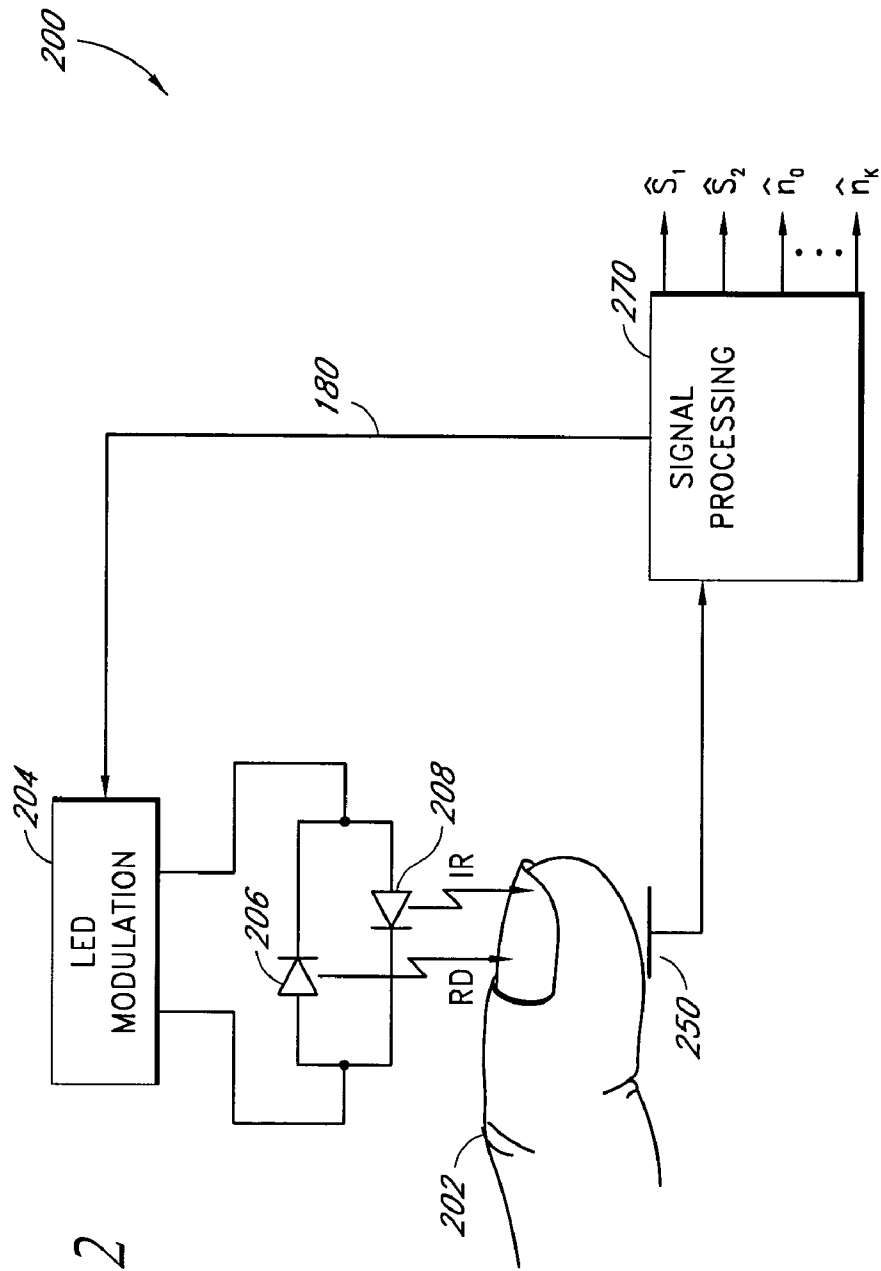 2
200
204
LED
MODULATION
206
208
RD
IR
202
250
180
270
SIGNAL
PROCESSING
Ŝ₁
Ŝ₂
n̂₀
...
n̂ₖ